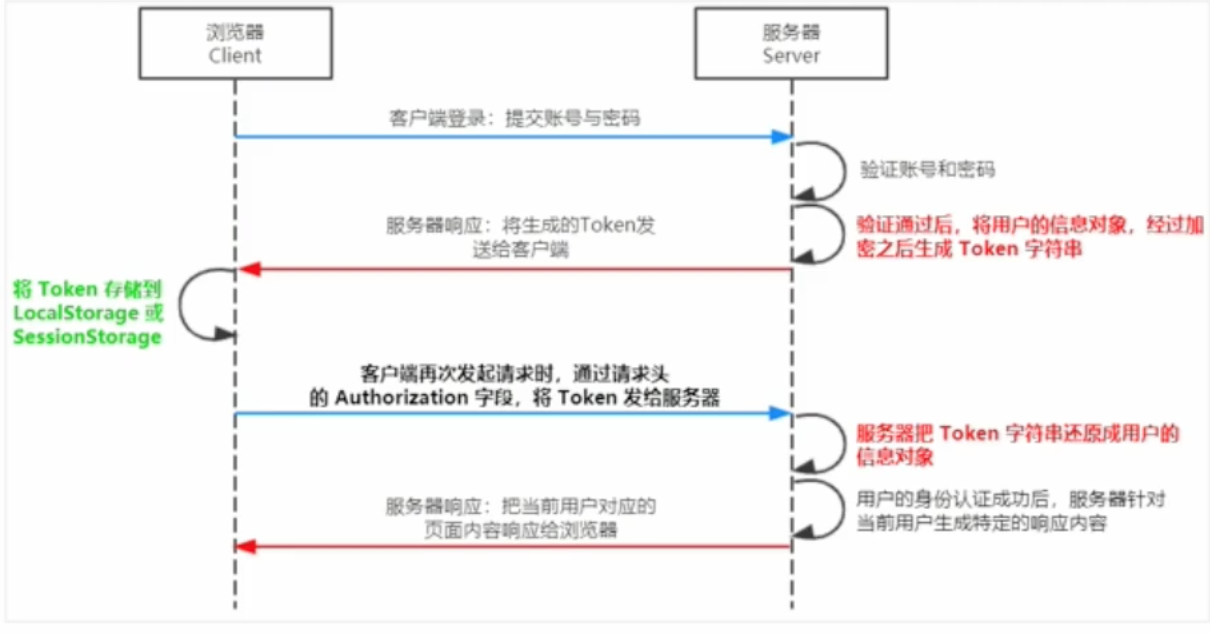 浏览器
Client
服务器
Server
客户端登录：提交账号与密码
验证账号和密码
验证通过后，将用户的信息对象，经过加
密之后生成 Token 字符串
服务器响应：将生成的Token发
送给客户端
将 Token 存储到
LocalStorage 或
SessionStorage
客户端再次发起请求时，通过请求头
的 Authorization 字段，将 Token 发给服务器
服务器把 Token 字符串还原成用户的
信息对象
用户的身份认证成功后，服务器针对
当前用户生成特定的响应内容
服务器响应：把当前用户对应的
页面内容响应给浏览器